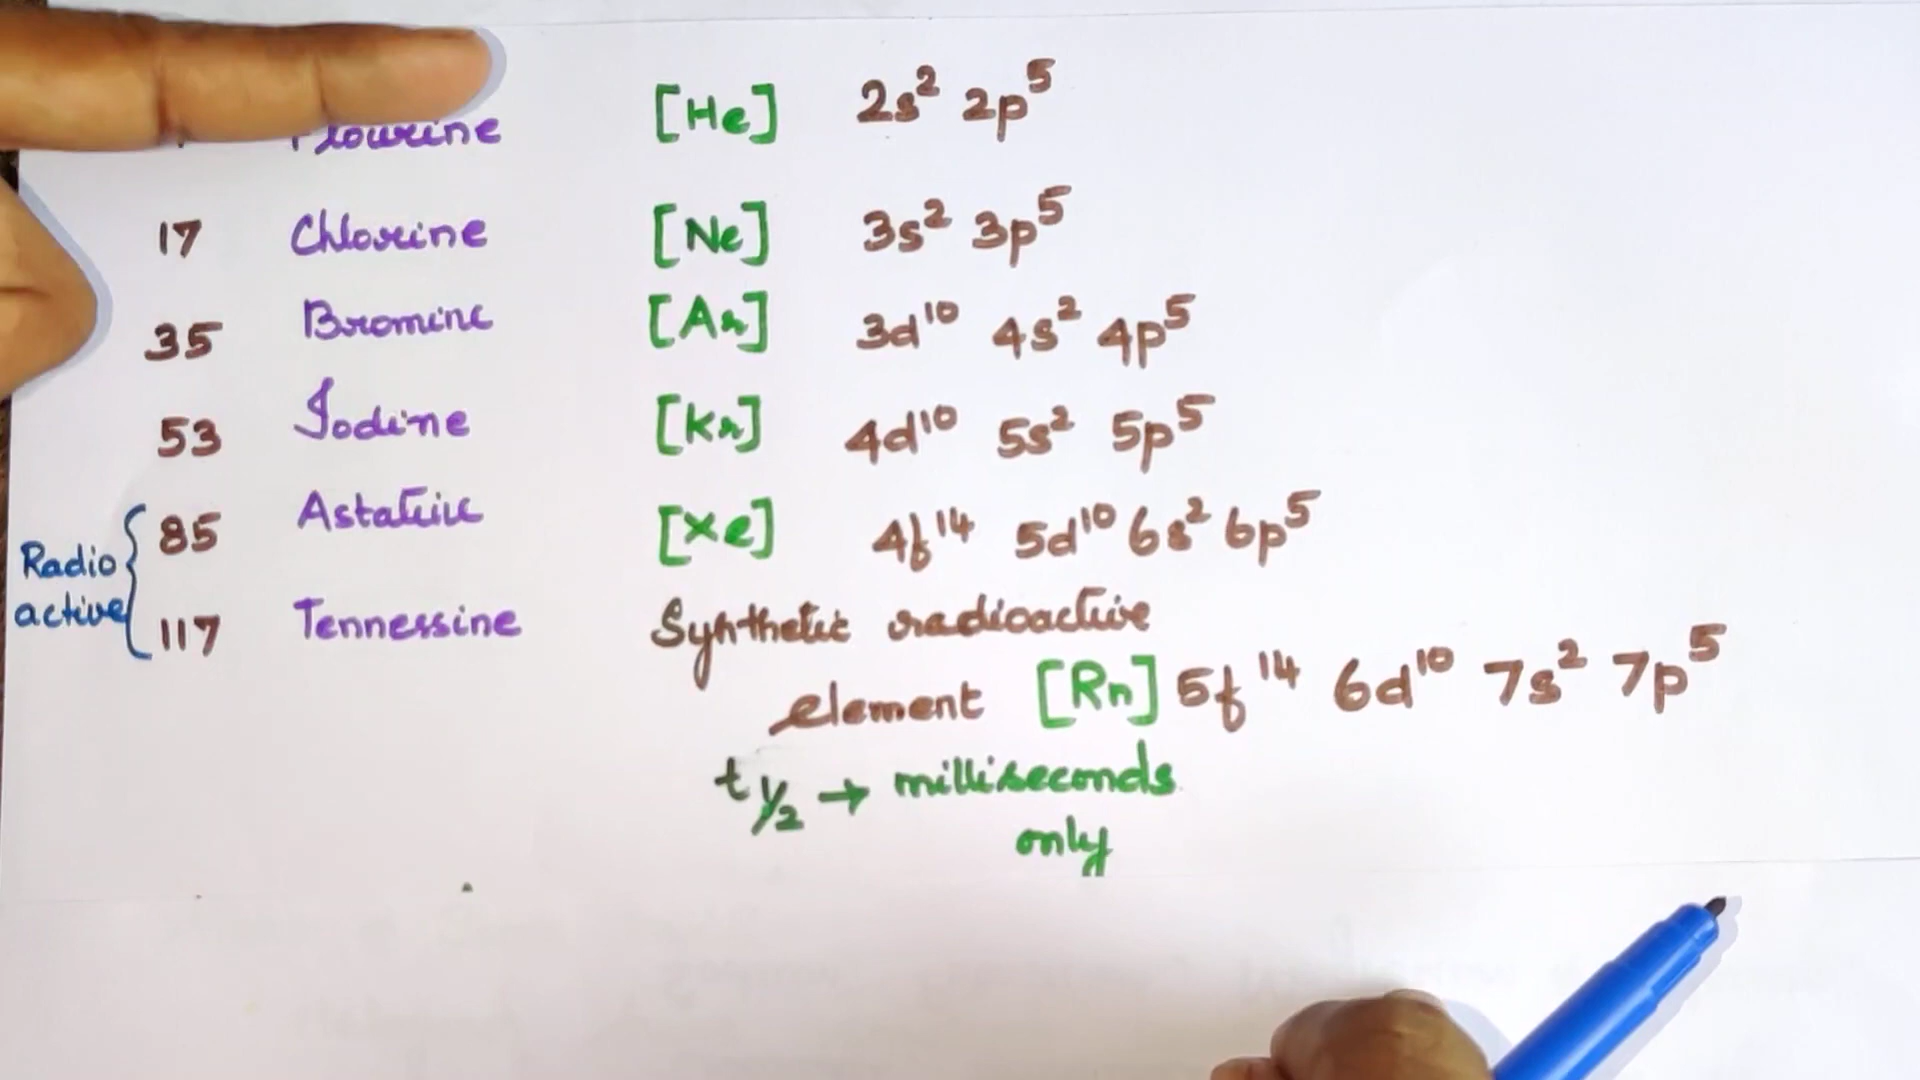 Flourine [He] 2s² 2p⁵
17 Chlorine [Ne] 3s² 3p⁵
35 Bromine [Ar] 3d¹⁰ 4s² 4p⁵
53 Iodine [Kr] 4d¹⁰ 5s² 5p⁵
85 Astatine [Xe] 4f¹⁴ 5d¹⁰ 6s² 6p⁵
Radio
active
117 Tennessine Synthetic radioactive
element [Rn] 5f¹⁴ 6d¹⁰ 7s² 7p⁵
t½ → milliseconds
only